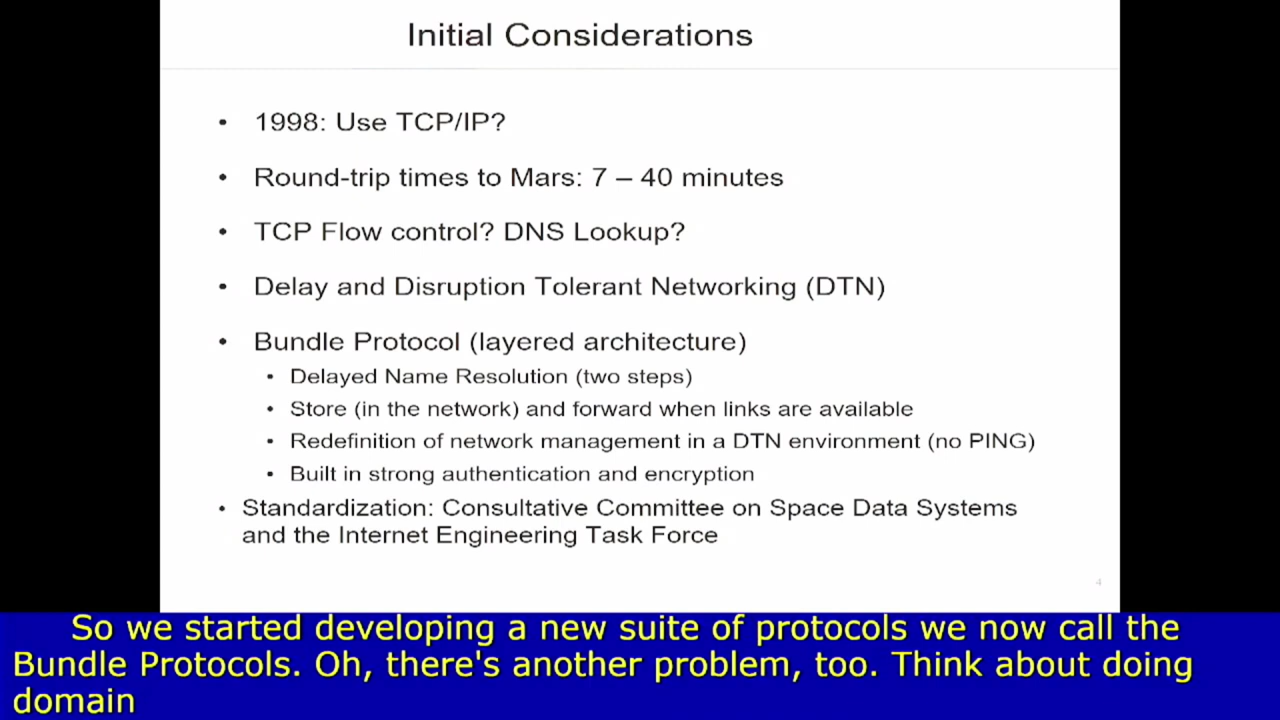 Initial Considerations
• 1998: Use TCP/IP?
• Round-trip times to Mars: 7 – 40 minutes
• TCP Flow control? DNS Lookup?
• Delay and Disruption Tolerant Networking (DTN)
• Bundle Protocol (layered architecture)
• Delayed Name Resolution (two steps)
• Store (in the network) and forward when links are available
• Redefinition of network management in a DTN environment (no PING)
• Built in strong authentication and encryption
• Standardization: Consultative Committee on Space Data Systems
and the Internet Engineering Task Force
4
So we started developing a new suite of protocols we now call the
Bundle Protocols. Oh, there's another problem, too. Think about doing
domain